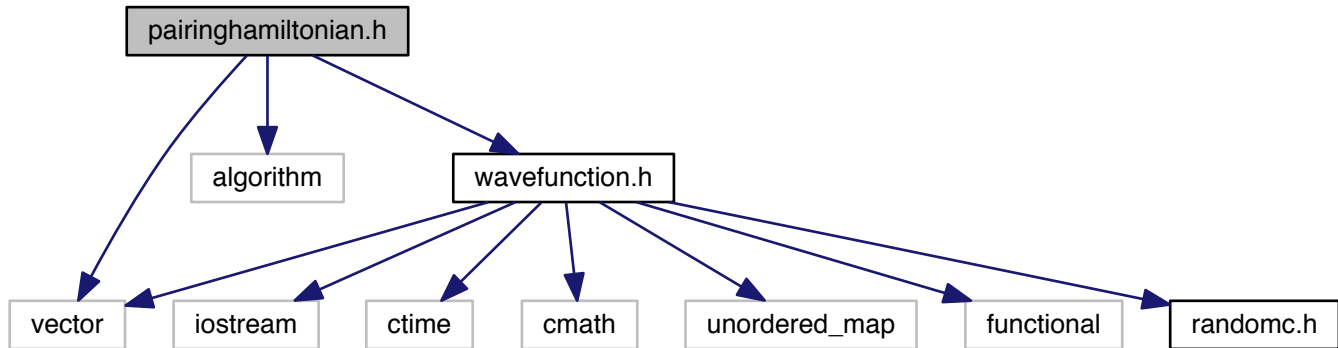 pairinghamiltonian.h
algorithm
wavefunction.h
vector
iostream
ctime
cmath
unordered_map
functional
randomc.h